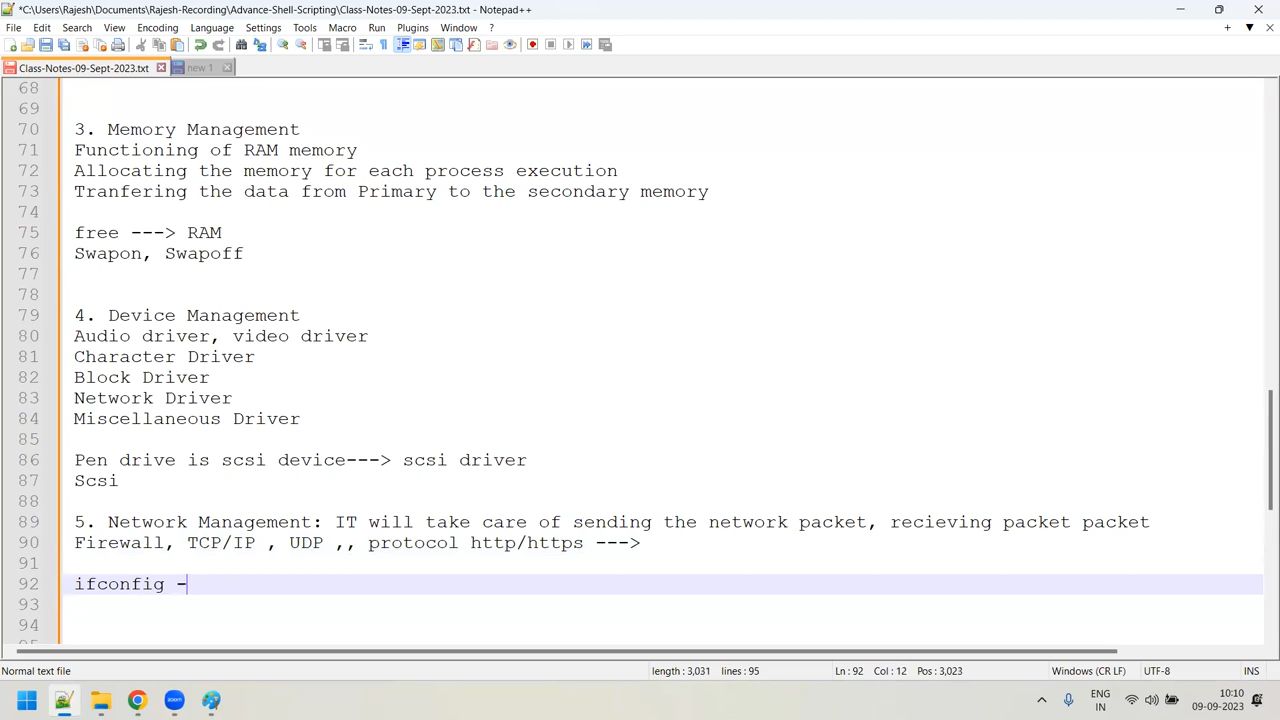 *C:\Users\Rajesh\Documents\Rajesh-Recording\Advance-Shell-Scripting\Class-Notes-09-Sept-2023.txt - Notepad++
File Edit Search View Encoding Language Settings Tools Macro Run Plugins Window ?
Class-Notes-09-Sept-2023.txt new 1
68
69
70 3. Memory Management
71 Functioning of RAM memory
72 Allocating the memory for each process execution
73 Tranfering the data from Primary to the secondary memory
74
75 free ---> RAM
76 Swapon, Swapoff
77
78
79 4. Device Management
80 Audio driver, video driver
81 Character Driver
82 Block Driver
83 Network Driver
84 Miscellaneous Driver
85
86 Pen drive is scsi device---> scsi driver
87 Scsi
88
89 5. Network Management: IT will take care of sending the network packet, recieving packet packet
90 Firewall, TCP/IP , UDP ,, protocol http/https --->
91
92 ifconfig -
93
94
95
Normal text file length : 3,031 lines : 95 Ln : 92 Col : 12 Pos : 3,023 Windows (CR LF) UTF-8 INS
zoom ENG IN 10:10 09-09-2023